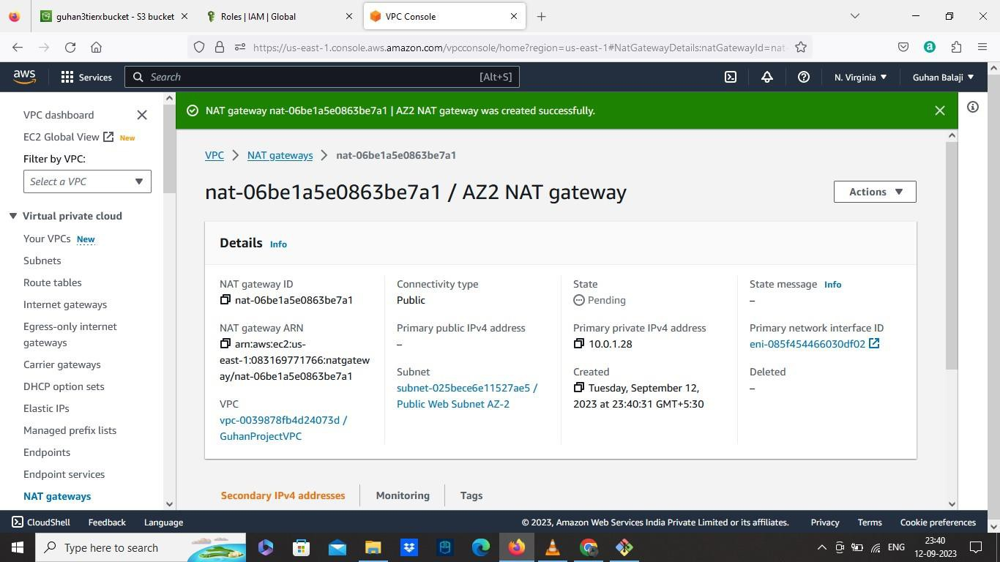 guhan3tierxbucket - S3 bucket
Roles | IAM | Global
VPC Console
https://us-east-1.console.aws.amazon.com/vpcconsole/home?region=us-east-1#NatGatewayDetails:natGatewayId=nat-
aws
Services
Search
[Alt+S]
N. Virginia
Guhan Balaji
VPC dashboard
EC2 Global View New
Filter by VPC:
Select a VPC
Virtual private cloud
Your VPCs New
Subnets
Route tables
Internet gateways
Egress-only internet
gateways
Carrier gateways
DHCP option sets
Elastic IPs
Managed prefix lists
Endpoints
Endpoint services
NAT gateways
NAT gateway nat-06be1a5e0863be7a1 | AZ2 NAT gateway was created successfully.
VPC
NAT gateways
nat-06be1a5e0863be7a1
nat-06be1a5e0863be7a1 / AZ2 NAT gateway
Actions
Details Info
NAT gateway ID
nat-06be1a5e0863be7a1
NAT gateway ARN
arn:aws:ec2:us-
east-1:083169771766:natgatew
ay/nat-06be1a5e0863be7a1
VPC
vpc-0039878fb4d24073d /
GuhanProjectVPC
Connectivity type
Public
Primary public IPv4 address
–
Subnet
subnet-025bece6e11527ae5 /
Public Web Subnet AZ-2
State
Pending
Primary private IPv4 address
10.0.1.28
Created
Tuesday, September 12,
2023 at 23:40:31 GMT+5:30
State message Info
–
Primary network interface ID
eni-085f454466030df02
Deleted
–
Secondary IPv4 addresses
Monitoring
Tags
CloudShell
Feedback
Language
© 2023, Amazon Web Services India Private Limited or its affiliates.
Privacy
Terms
Cookie preferences
Type here to search
ENG
23:40
12-09-2023